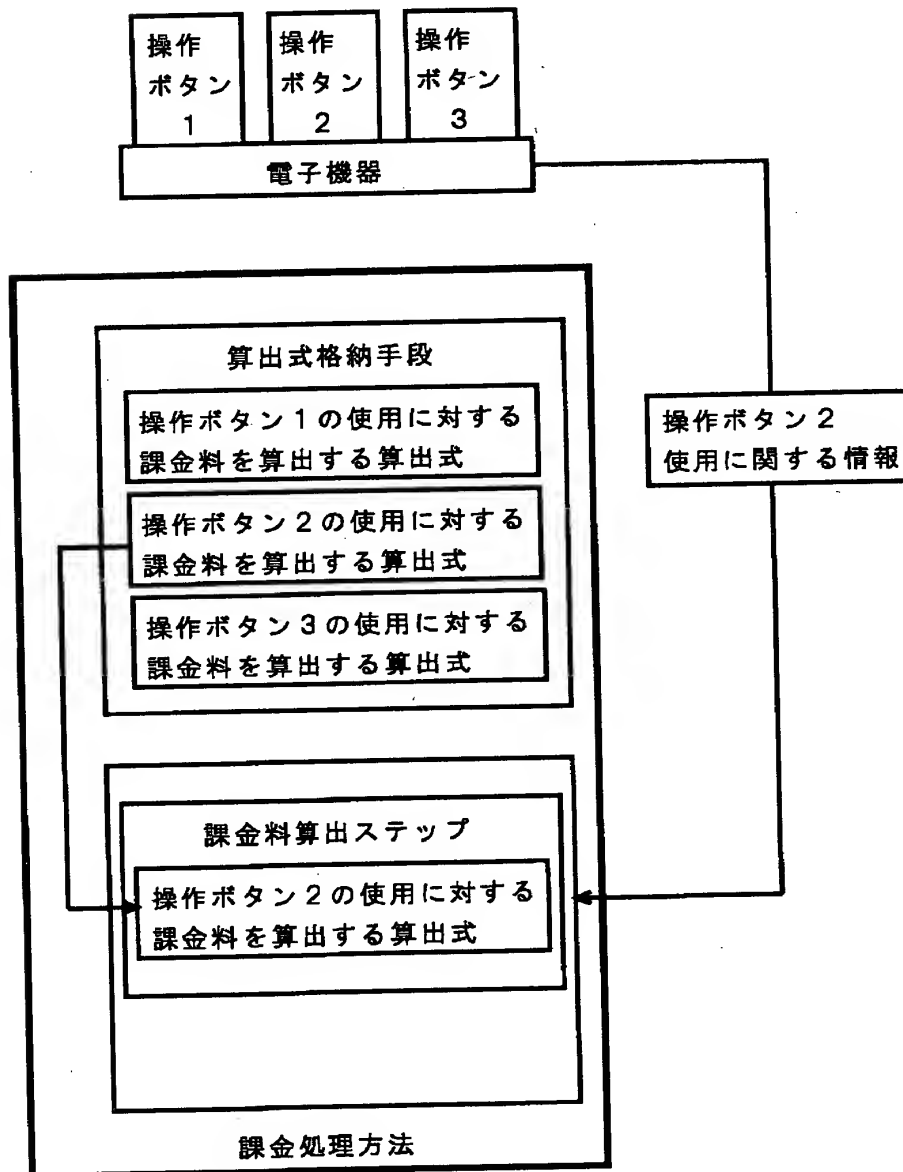 操作
ボタン
1
操作
ボタン
2
操作
ボタン
3
電子機器
算出式格納手段
操作ボタン1の使用に対する
課金料を算出する算出式
操作ボタン2の使用に対する
課金料を算出する算出式
操作ボタン3の使用に対する
課金料を算出する算出式
操作ボタン2
使用に関する情報
課金料算出ステップ
操作ボタン2の使用に対する
課金料を算出する算出式
課金処理方法